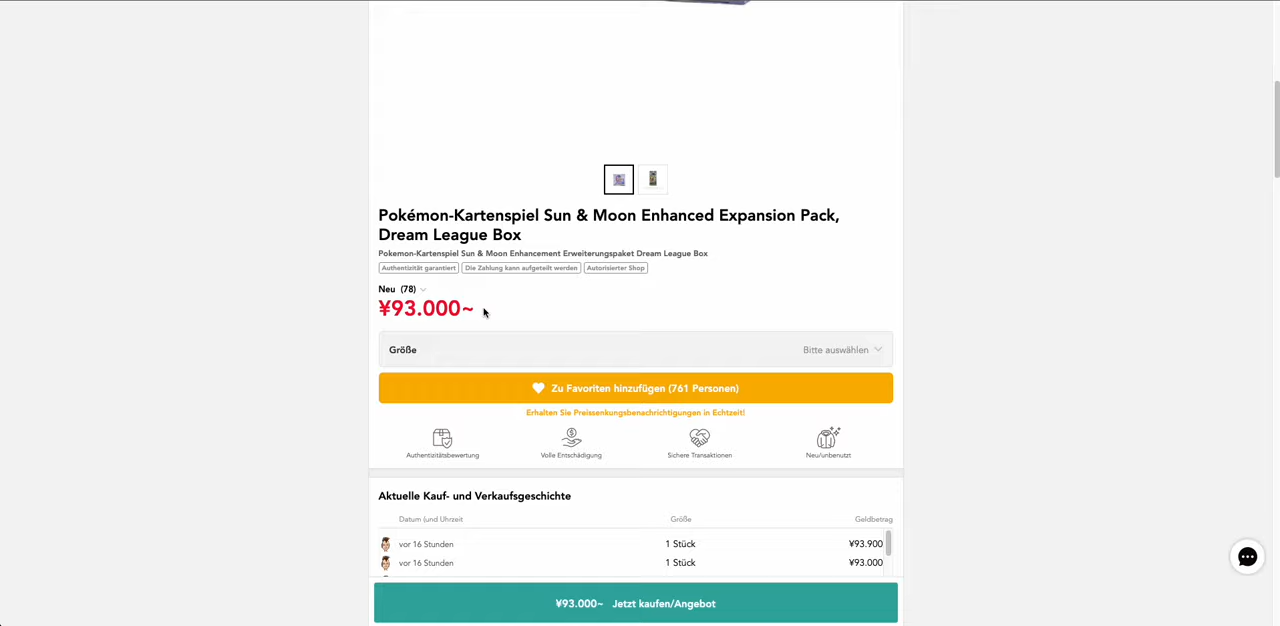 Pokémon-Kartenspiel Sun & Moon Enhanced Expansion Pack,
Dream League Box
Pokemon-Kartenspiel Sun & Moon Enhancement Erweiterungspaket Dream League Box
Authentizität garantiert Die Zahlung kann aufgeteilt werden Autorisierter Shop
Neu (78)
¥93.000~
Größe Bitte auswählen
Zu Favoriten hinzufügen (761 Personen)
Erhalten Sie Preissenkungsbenachrichtigungen in Echtzeit!
Authentizitätsbewertung Volle Entschädigung Sichere Transaktionen Neu/unbenutzt
Aktuelle Kauf- und Verkaufsgeschichte
Datum (und Uhrzeit Größe Geldbetrag
vor 16 Stunden 1 Stück ¥93.900
vor 16 Stunden 1 Stück ¥93.000
¥93.000~ Jetzt kaufen/Angebot